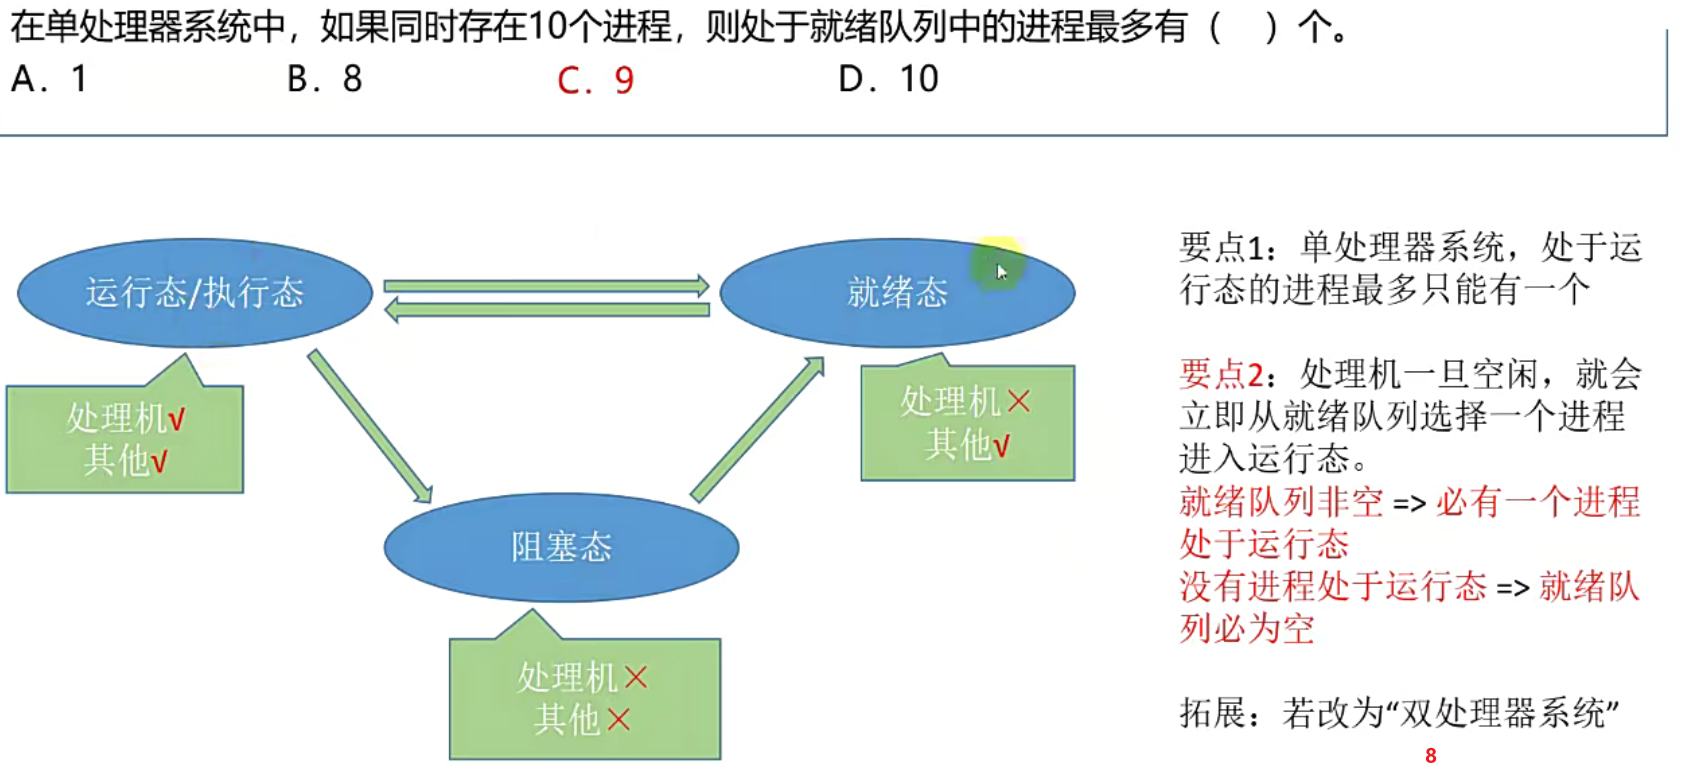 在单处理器系统中，如果同时存在10个进程，则处于就绪队列中的进程最多有（ ）个。
A. 1 B. 8 C. 9 D. 10
运行态/执行态
就绪态
处理机√
其他√
处理机×
其他√
阻塞态
处理机×
其他×
要点1：单处理器系统，处于运
行态的进程最多只能有一个
要点2：处理机一旦空闲，就会
立即从就绪队列选择一个进程
进入运行态。
就绪队列非空 => 必有一个进程
处于运行态
没有进程处于运行态 => 就绪队
列必为空
拓展：若改为“双处理器系统”
8